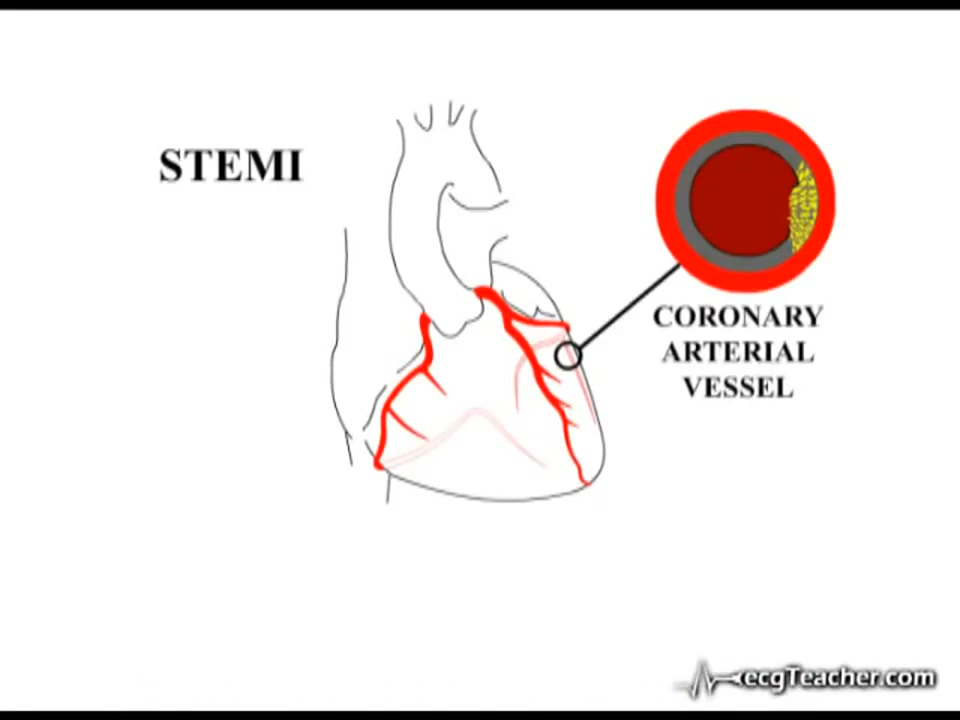 STEMI
CORONARY
ARTERIAL
VESSEL
ecgTeacher.com